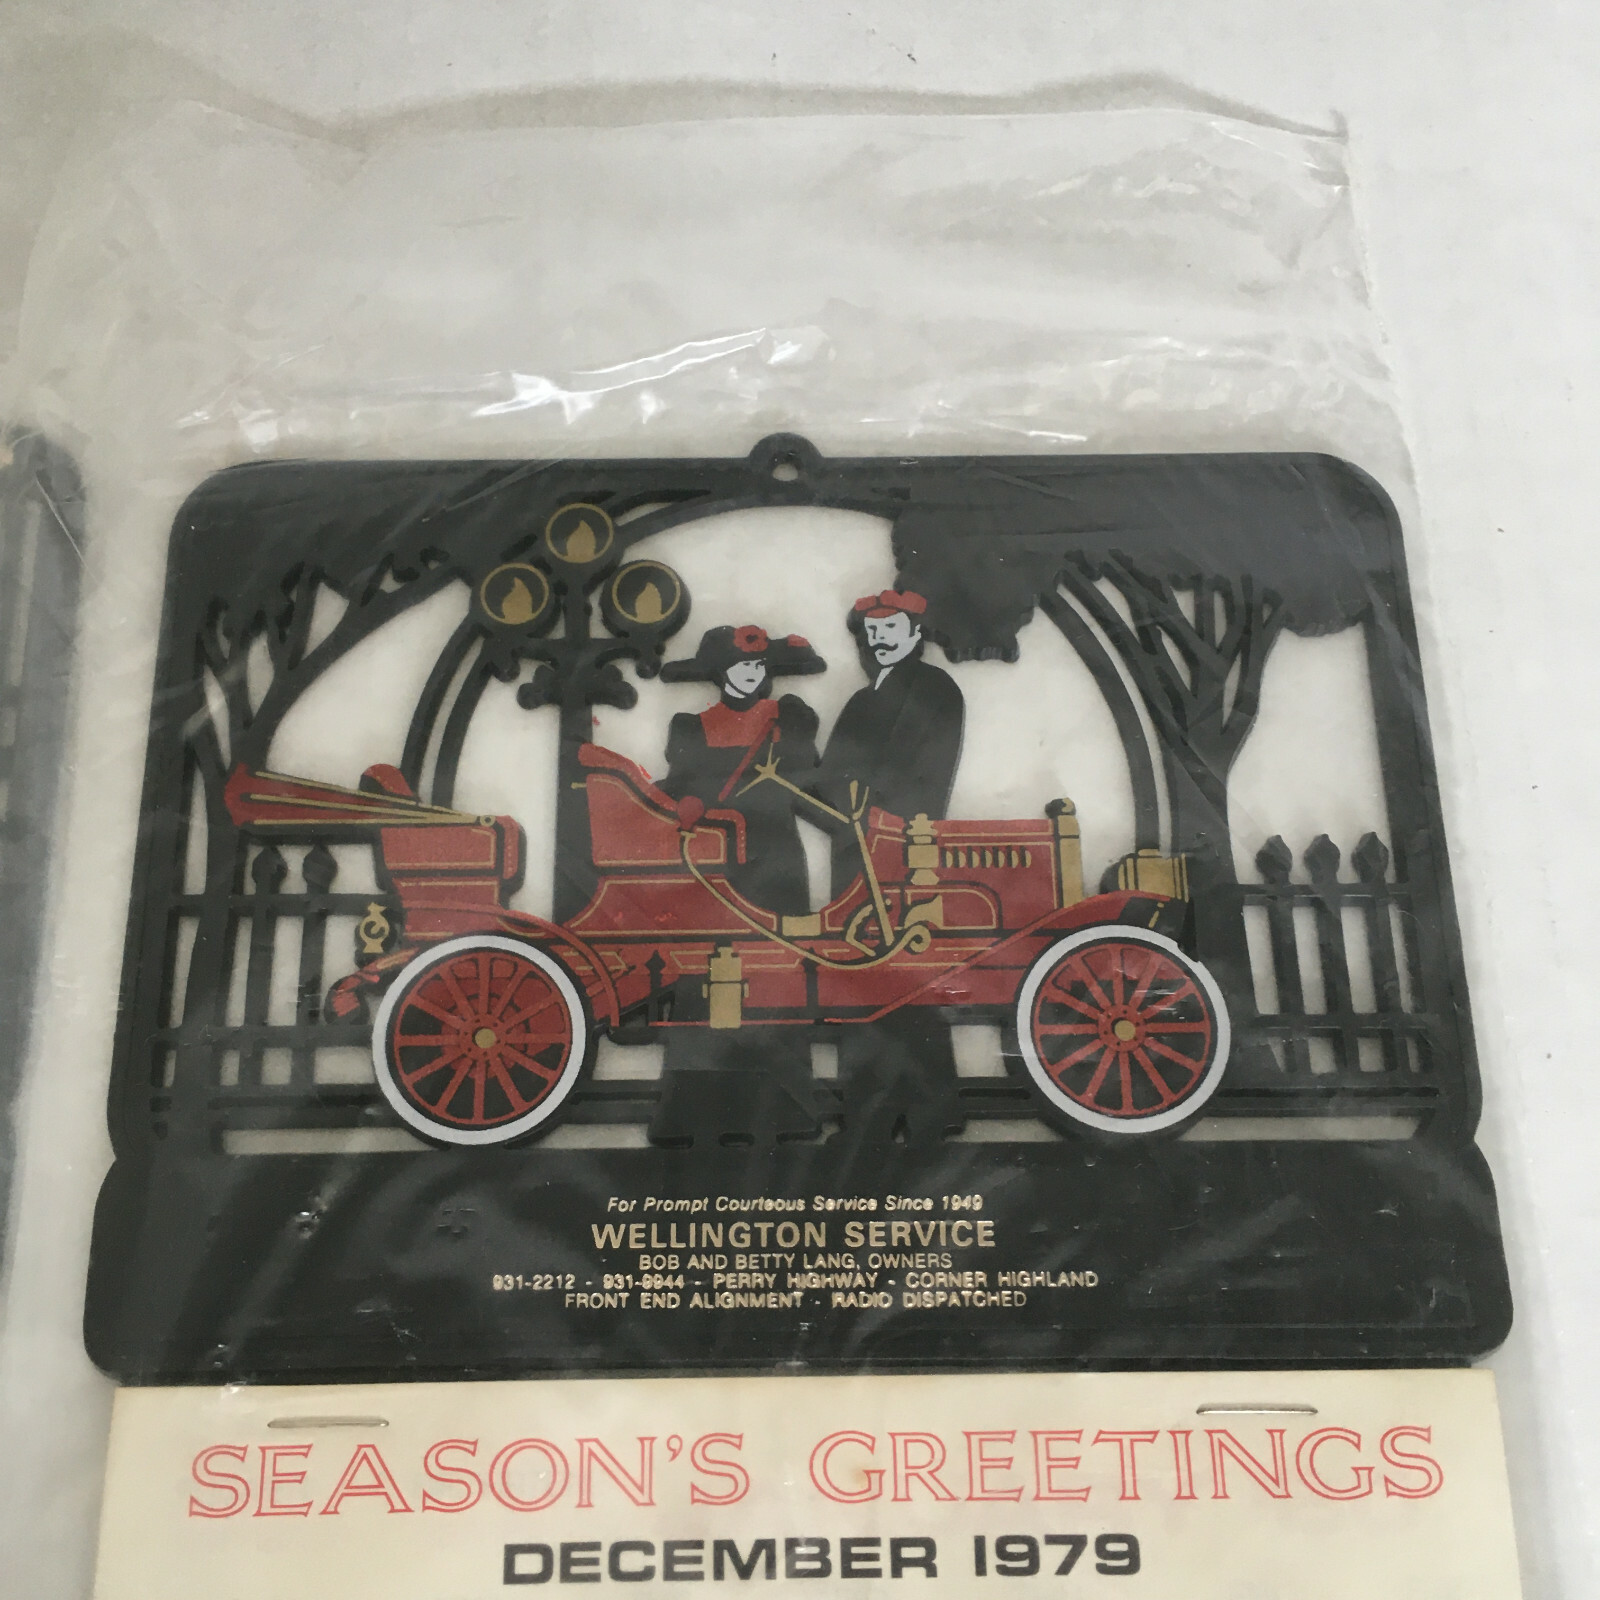 For Prompt Courteous Service Since 1949
WELLINGTON SERVICE
BOB AND BETTY LANG, OWNERS
931-2212 - 931-9944 - PERRY HIGHWAY - CORNER HIGHLAND
FRONT END ALIGNMENT - RADIO DISPATCHED
SEASON'S GREETINGS
DECEMBER 1979